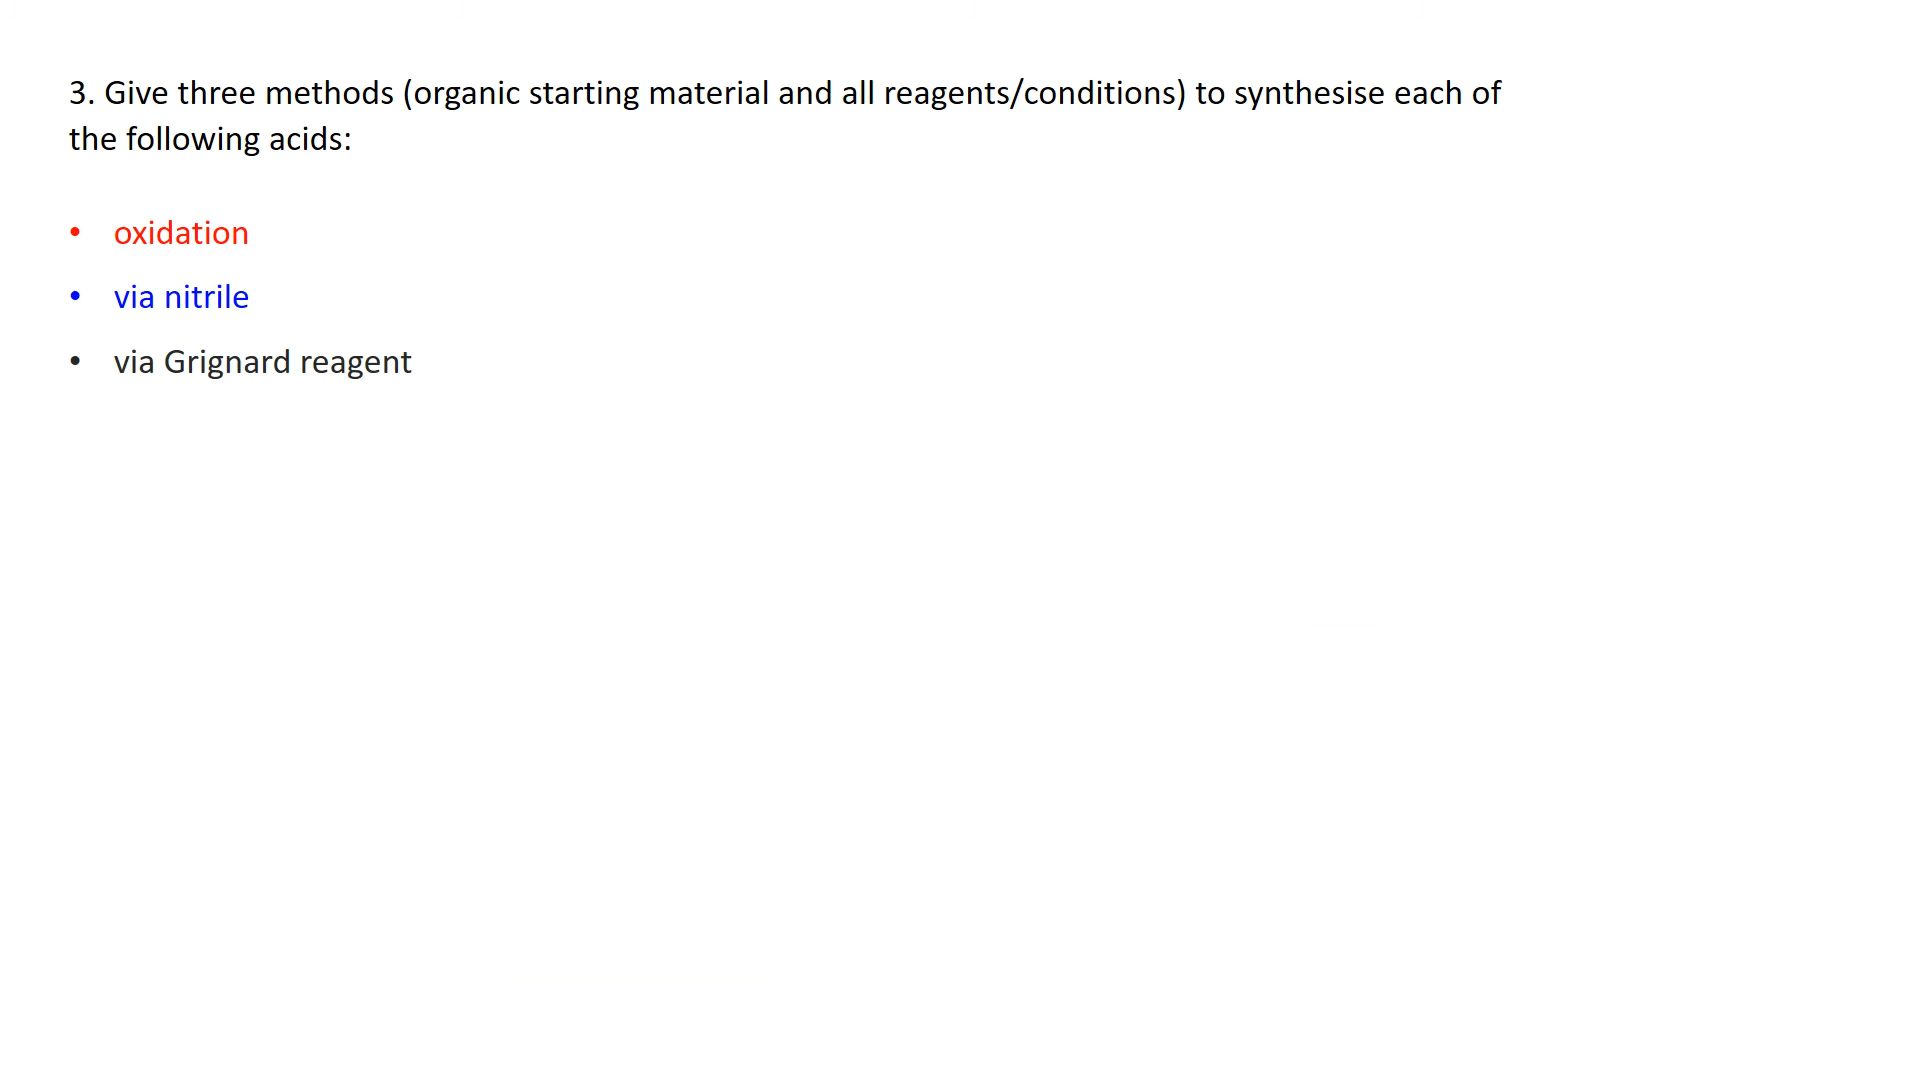 3. Give three methods (organic starting material and all reagents/conditions) to synthesise each of
the following acids:
• oxidation
• via nitrile
• via Grignard reagent